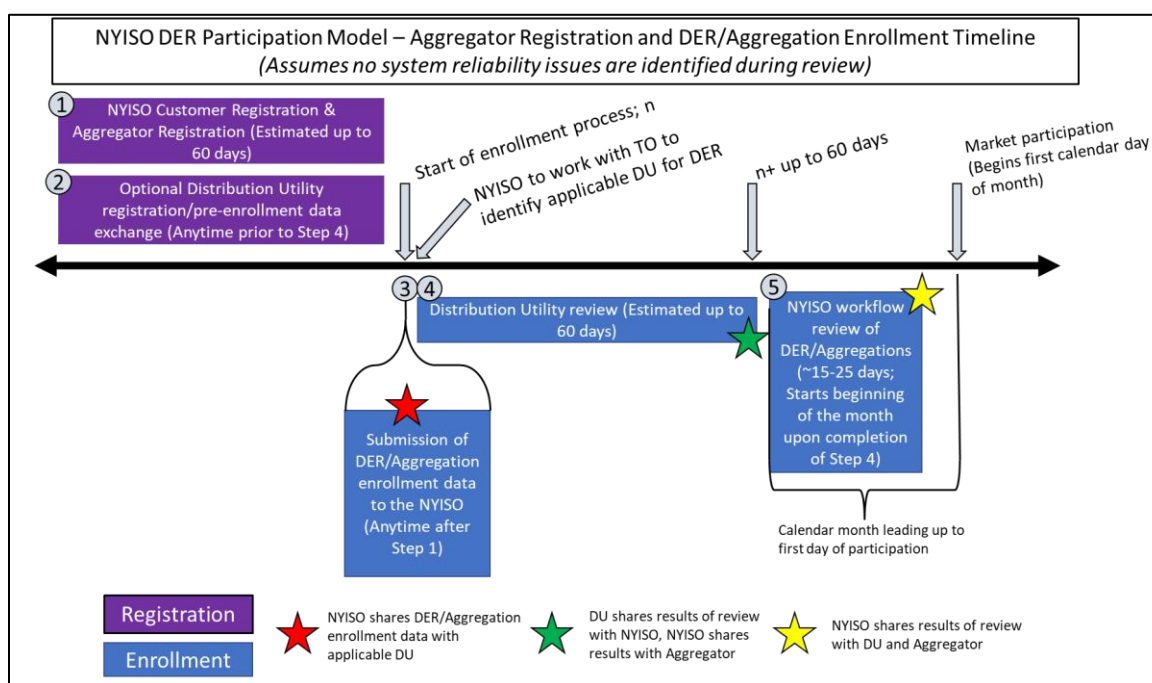 NYISO DER Participation Model – Aggregator Registration and DER/Aggregation Enrollment Timeline
(Assumes no system reliability issues are identified during review)
1
NYISO Customer Registration &
Aggregator Registration (Estimated up to
60 days)
2
Optional Distribution Utility
registration/pre-enrollment data
exchange (Anytime prior to Step 4)
Start of enrollment process; n
NYISO to work with TO to
identify applicable DU for DER
n+ up to 60 days
Market participation
(Begins first calendar day
of month)
3
4
Distribution Utility review (Estimated up to
60 days)
5
NYISO workflow
review of
DER/Aggregations
(~15-25 days;
Starts beginning
of the month
upon completion
of Step 4)
Submission of
DER/Aggregation
enrollment data
to the NYISO
(Anytime after
Step 1)
Calendar month leading up to
first day of participation
Registration
Enrollment
NYISO shares DER/Aggregation
enrollment data with
applicable DU
DU shares results of review
with NYISO, NYISO shares
results with Aggregator
NYISO shares results of review
with DU and Aggregator